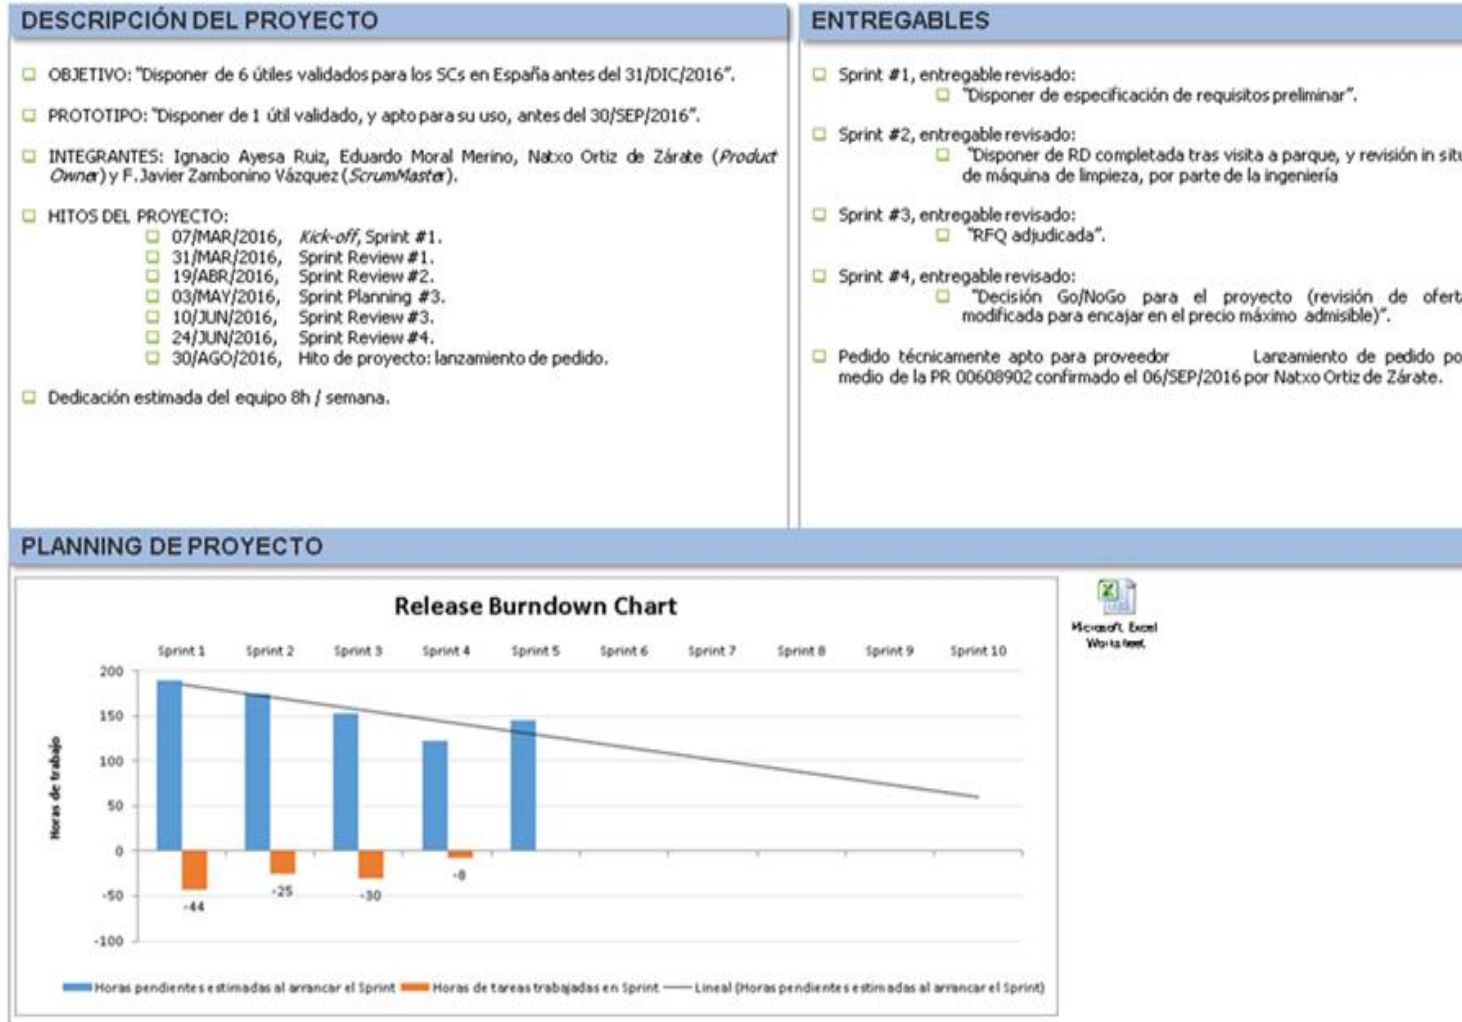 DESCRIPCIÓN DEL PROYECTO
OBJETIVO: "Disponer de 6 útiles validados para los SCs en España antes del 31/DIC/2016".
PROTOTIPO: "Disponer de 1 útil validado, y apto para su uso, antes del 30/SEP/2016".
INTEGRANTES: Ignacio Ayesa Ruiz, Eduardo Moral Merino, Natxo Ortiz de Zárate (Product
Owner) y F.Javier Zambonino Vázquez (ScrumMaster).
HITOS DEL PROYECTO:
07/MAR/2016, Kick-off, Sprint #1.
31/MAR/2016, Sprint Review #1.
19/ABR/2016, Sprint Review #2.
03/MAY/2016, Sprint Planning #3.
10/JUN/2016, Sprint Review #3.
24/JUN/2016, Sprint Review #4.
30/AGO/2016, Hito de proyecto: lanzamiento de pedido.
Dedicación estimada del equipo 8h / semana.
ENTREGABLES
Sprint #1, entregable revisado:
"Disponer de especificación de requisitos preliminar".
Sprint #2, entregable revisado:
"Disponer de RD completada tras visita a parque, y revisión in situ
de máquina de limpieza, por parte de la ingeniería
Sprint #3, entregable revisado:
"RFQ adjudicada".
Sprint #4, entregable revisado:
"Decisión Go/NoGo para el proyecto (revisión de oferta
modificada para encajar en el precio máximo admisible)".
Pedido técnicamente apto para proveedor Lanzamiento de pedido po
medio de la PR 00608902 confirmado el 06/SEP/2016 por Natxo Ortiz de Zárate.
PLANNING DE PROYECTO
Release Burndown Chart
Sprint 1 Sprint 2 Sprint 3 Sprint 4 Sprint 5 Sprint 6 Sprint 7 Sprint 8 Sprint 9 Sprint 10
200
150
100
50
0
-50
-100
Horas de trabajo
-44
-25
-30
-8
Horas pendientes estimadas al arrancar el Sprint Horas de tareas trabajadas en Sprint Lineal (Horas pendientes estimadas al arrancar el Sprint)
Microsoft Excel
Worksheet